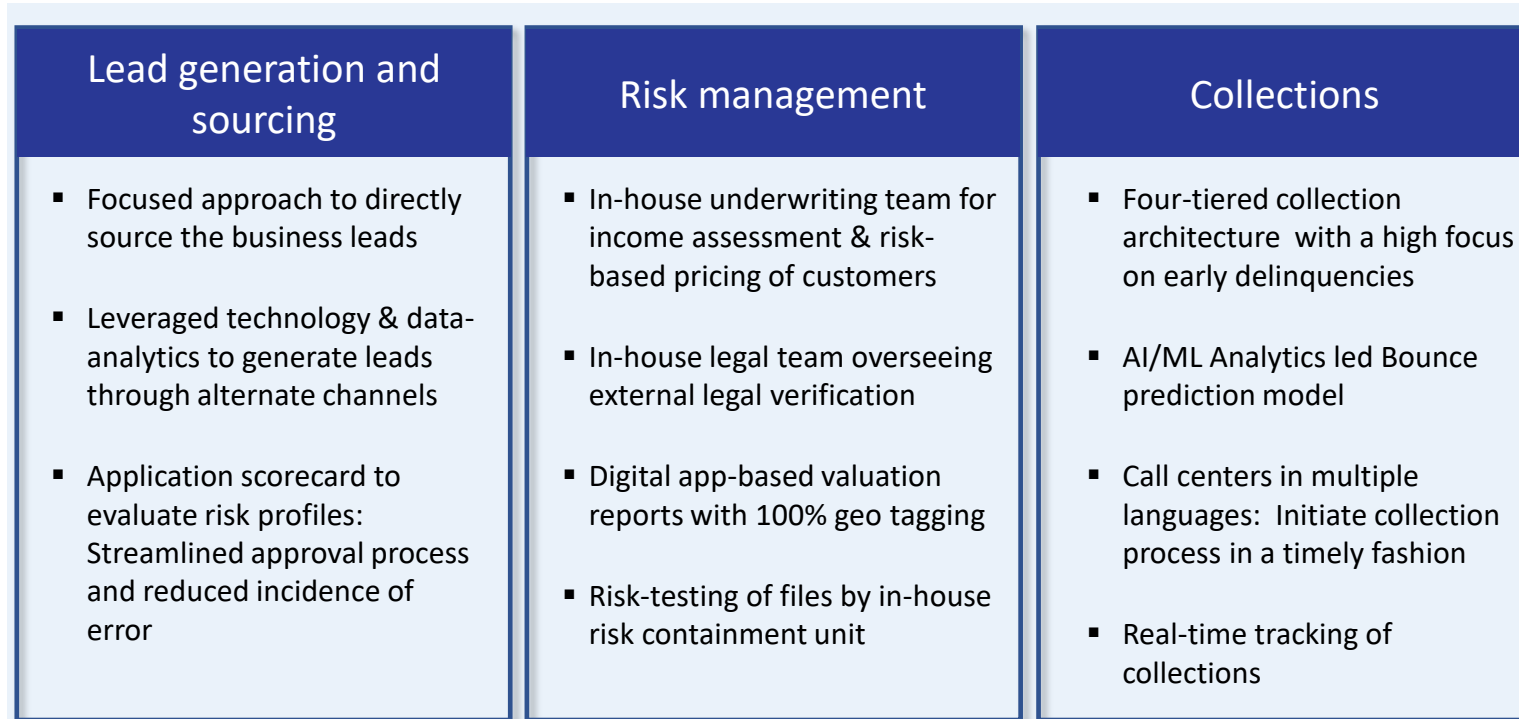 Lead generation and
sourcing
▪ Focused approach to directly
source the business leads
▪ Leveraged technology & data-
analytics to generate leads
through alternate channels
▪ Application scorecard to
evaluate risk profiles:
Streamlined approval process
and reduced incidence of
error
Risk management
▪ In-house underwriting team for
income assessment & risk-
based pricing of customers
▪ In-house legal team overseeing
external legal verification
▪ Digital app-based valuation
reports with 100% geo tagging
▪ Risk-testing of files by in-house
risk containment unit
Collections
▪ Four-tiered collection
architecture  with a high focus
on early delinquencies
▪ AI/ML Analytics led Bounce
prediction model
▪ Call centers in multiple
languages:  Initiate collection
process in a timely fashion
▪ Real-time tracking of
collections